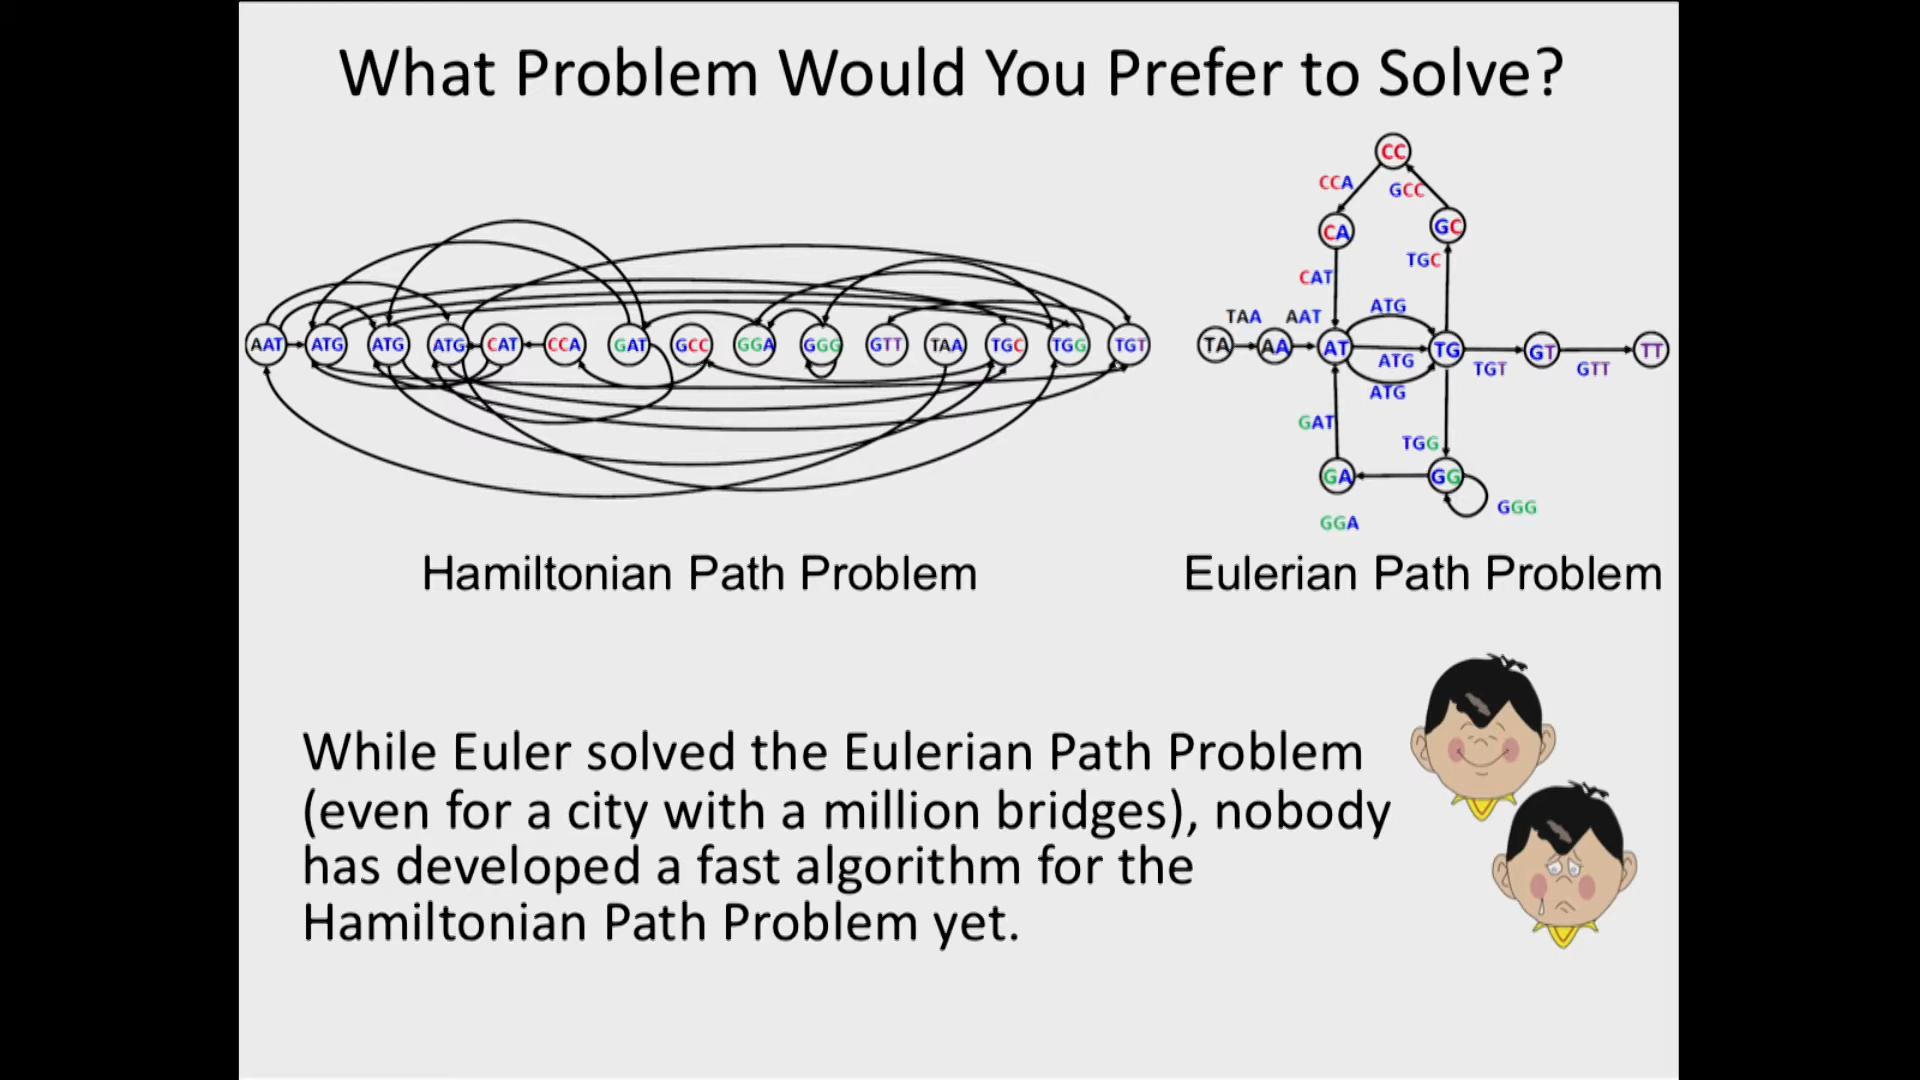 What Problem Would You Prefer to Solve?
AAT ATG ATG ATG CAT CCA GAT GCC GGA GGG GTT TAA TGC TGG TGT
CC
CCA GCC
CA GC
TGC
CAT
ATG
TAA AAT
TA AA AT TG GT TT
ATG
TGT GTT
ATG
GAT
TGG
GA GG
GGG
GGA
Hamiltonian Path Problem
Eulerian Path Problem
While Euler solved the Eulerian Path Problem
(even for a city with a million bridges), nobody
has developed a fast algorithm for the
Hamiltonian Path Problem yet.